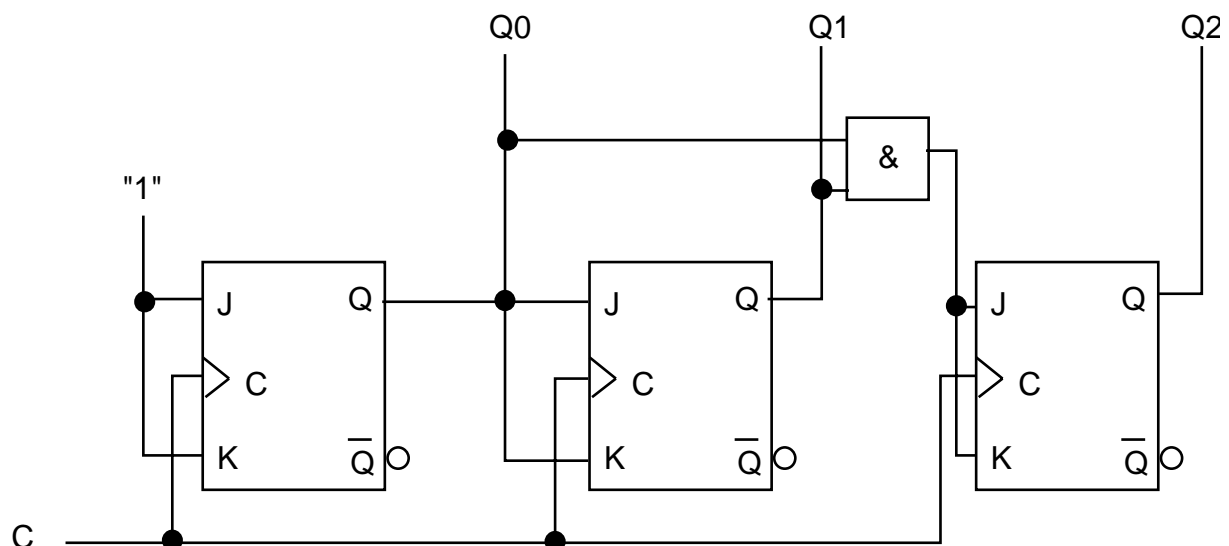 Q0 Q1 Q2
&
"1"
J Q J Q J Q
C C C
K Q̅ K Q̅ K Q̅
C